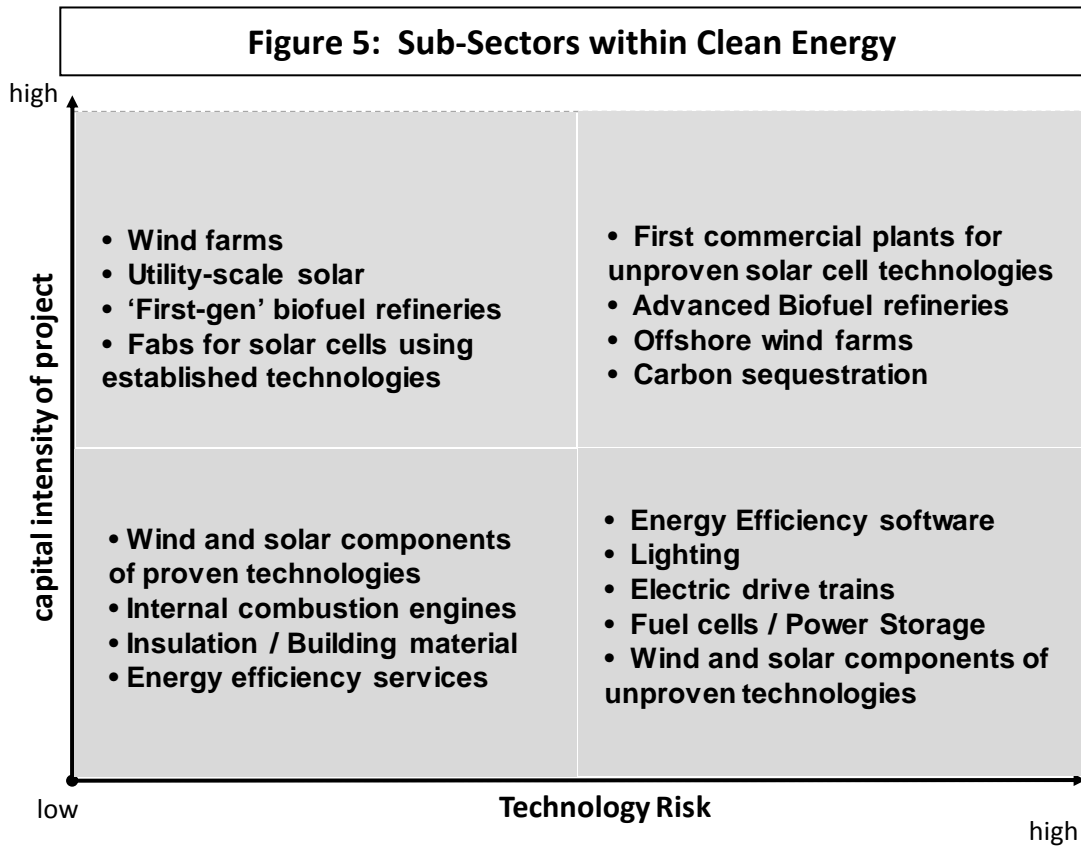 Figure 5: Sub-Sectors within Clean Energy
high
capital intensity of project
• Wind farms
• Utility-scale solar
• ‘First-gen’ biofuel refineries
• Fabs for solar cells using
established technologies
• First commercial plants for
unproven solar cell technologies
• Advanced Biofuel refineries
• Offshore wind farms
• Carbon sequestration
• Wind and solar components
of proven technologies
• Internal combustion engines
• Insulation / Building material
• Energy efficiency services
• Energy Efficiency software
• Lighting
• Electric drive trains
• Fuel cells / Power Storage
• Wind and solar components of
unproven technologies
low
Technology Risk
high